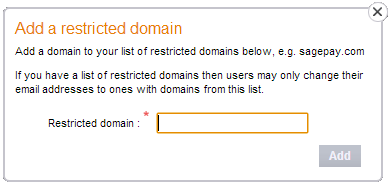 Add a restricted domain
Add a domain to your list of restricted domains below, e.g. sagepay.com
If you have a list of restricted domains then users may only change their
email addresses to ones with domains from this list.
Restricted domain : *
Add